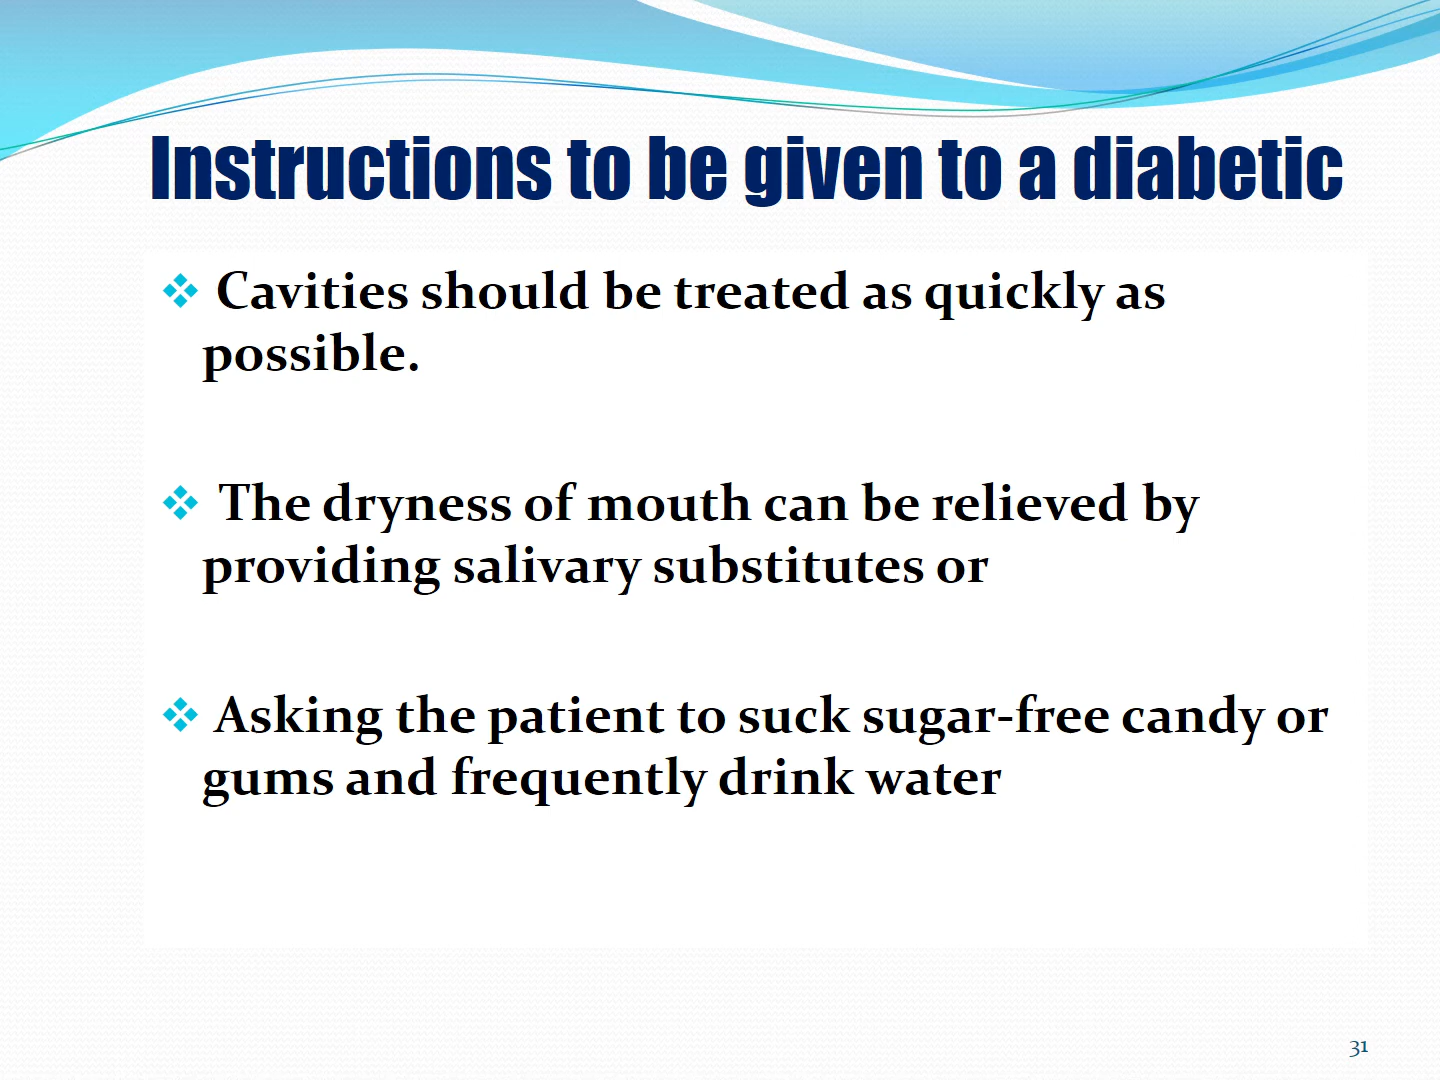 Instructions to be given to a diabetic
❖ Cavities should be treated as quickly as
possible.
❖ The dryness of mouth can be relieved by
providing salivary substitutes or
❖ Asking the patient to suck sugar-free candy or
gums and frequently drink water
31